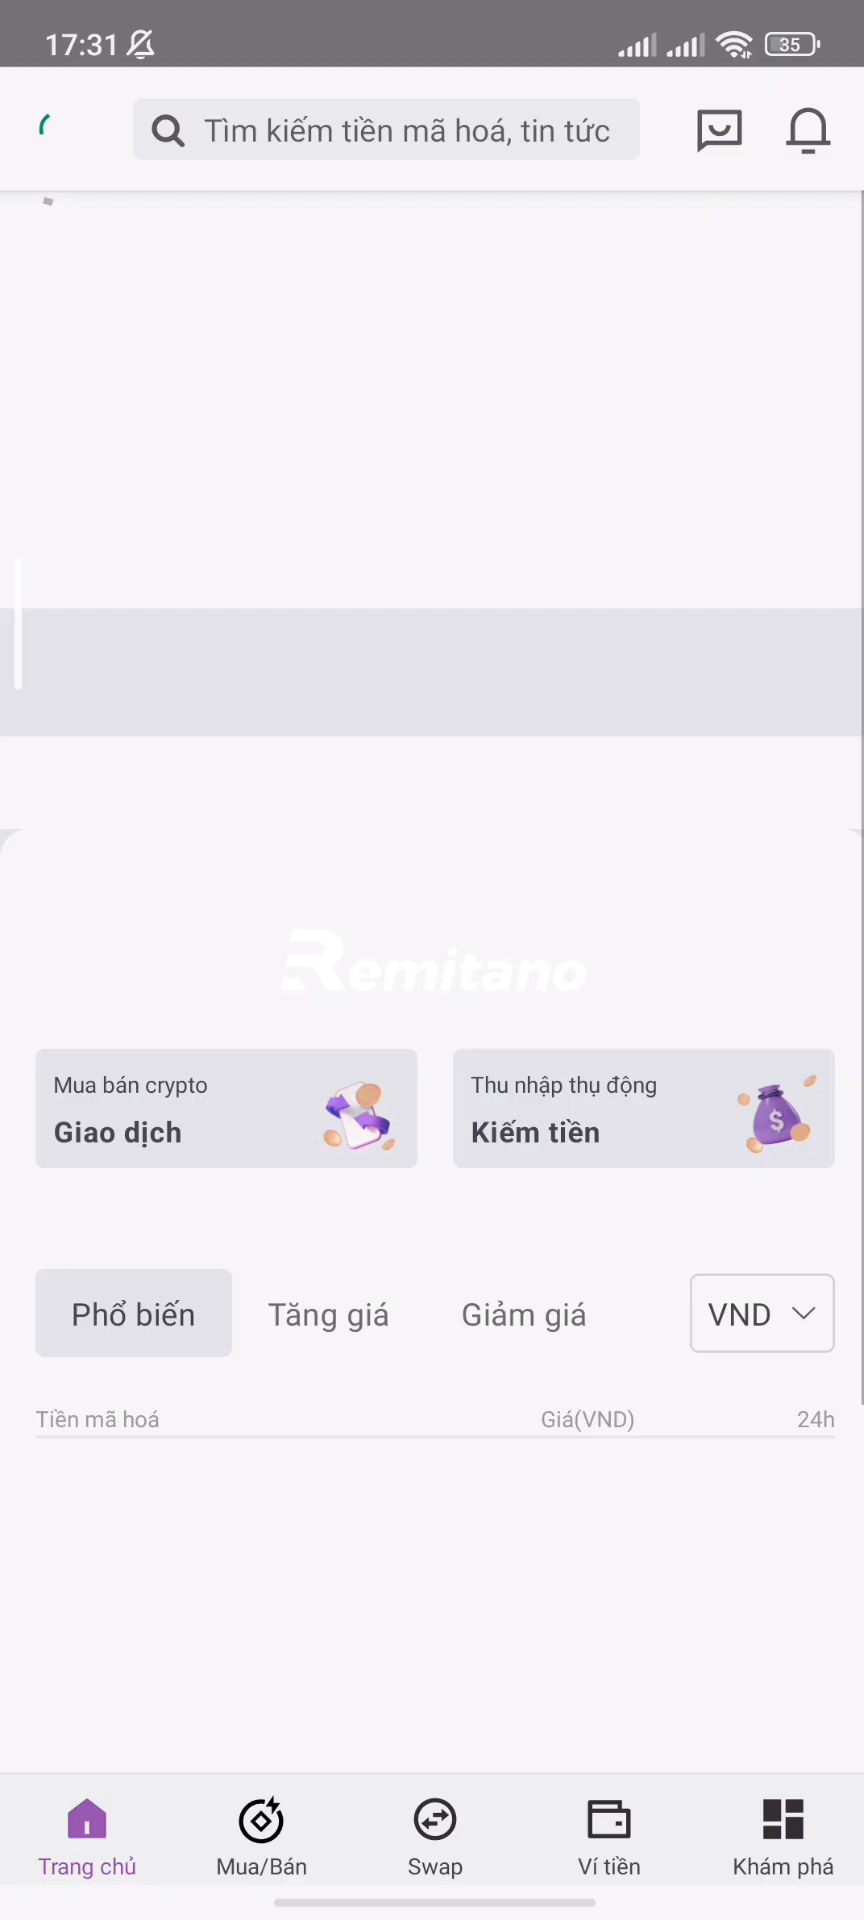 17:31
35
Tìm kiếm tiền mã hoá, tin tức
Remitano
Mua bán crypto
Giao dịch
Thu nhập thụ động
Kiếm tiền
$
Phổ biến
Tăng giá
Giảm giá
VND
Tiền mã hoá
Giá(VND)
24h
Trang chủ
Mua/Bán
Swap
Ví tiền
Khám phá